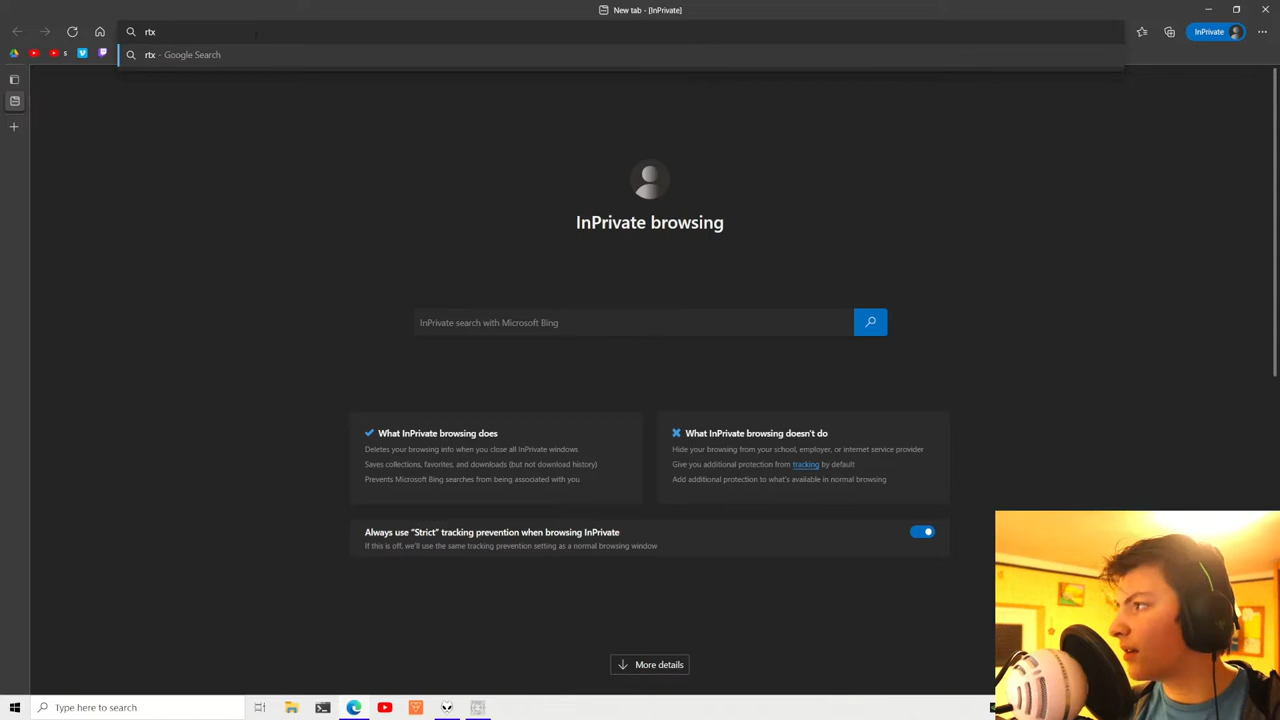 New tab - [InPrivate]
rtx
InPrivate
s
rtx - Google Search
InPrivate browsing
InPrivate search with Microsoft Bing
What InPrivate browsing does
Deletes your browsing info when you close all InPrivate windows
Saves collections, favorites, and downloads (but not download history)
Prevents Microsoft Bing searches from being associated with you
What InPrivate browsing doesn't do
Hide your browsing from your school, employer, or internet service provider
Give you additional protection from tracking by default
Add additional protection to what's available in normal browsing
Always use “Strict” tracking prevention when browsing InPrivate
If this is off, we'll use the same tracking prevention setting as a normal browsing window
More details
Type here to search